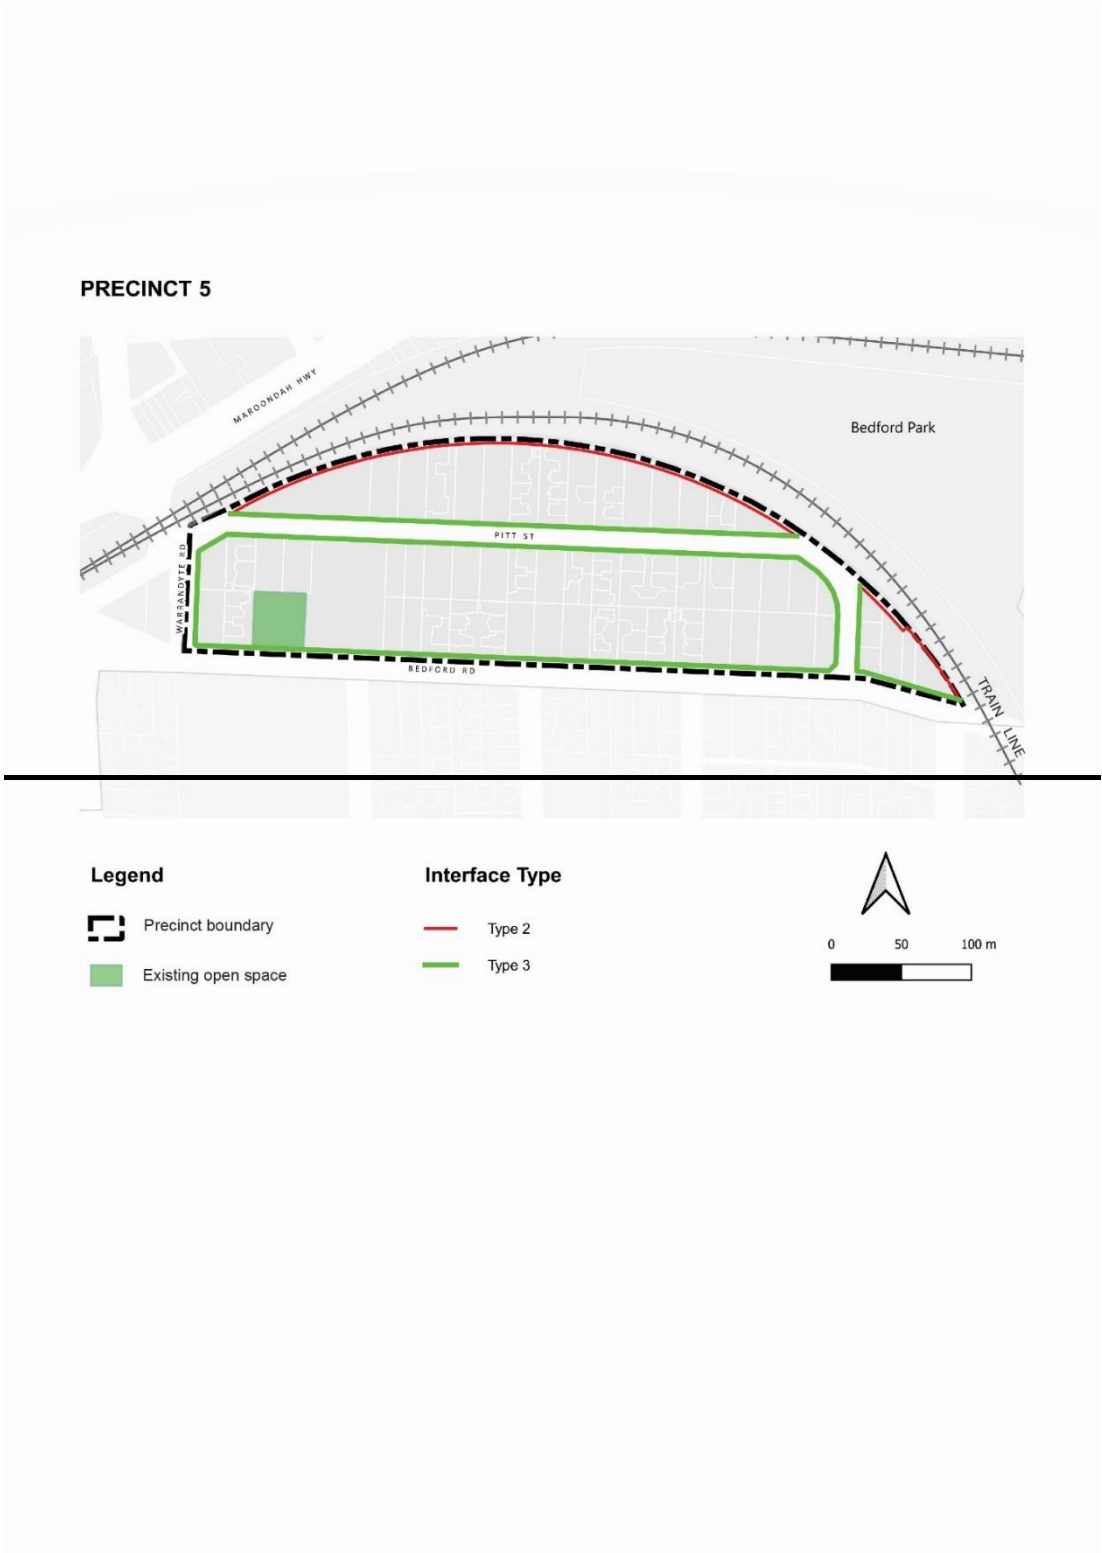 PRECINCT 5
MAROONDAH HWY
Bedford Park
PITT ST
WARRANDYTE RD
BEDFORD RD
TRAIN LINE
Legend
Interface Type
Precinct boundary
Type 2
Existing open space
Type 3
0 50 100 m